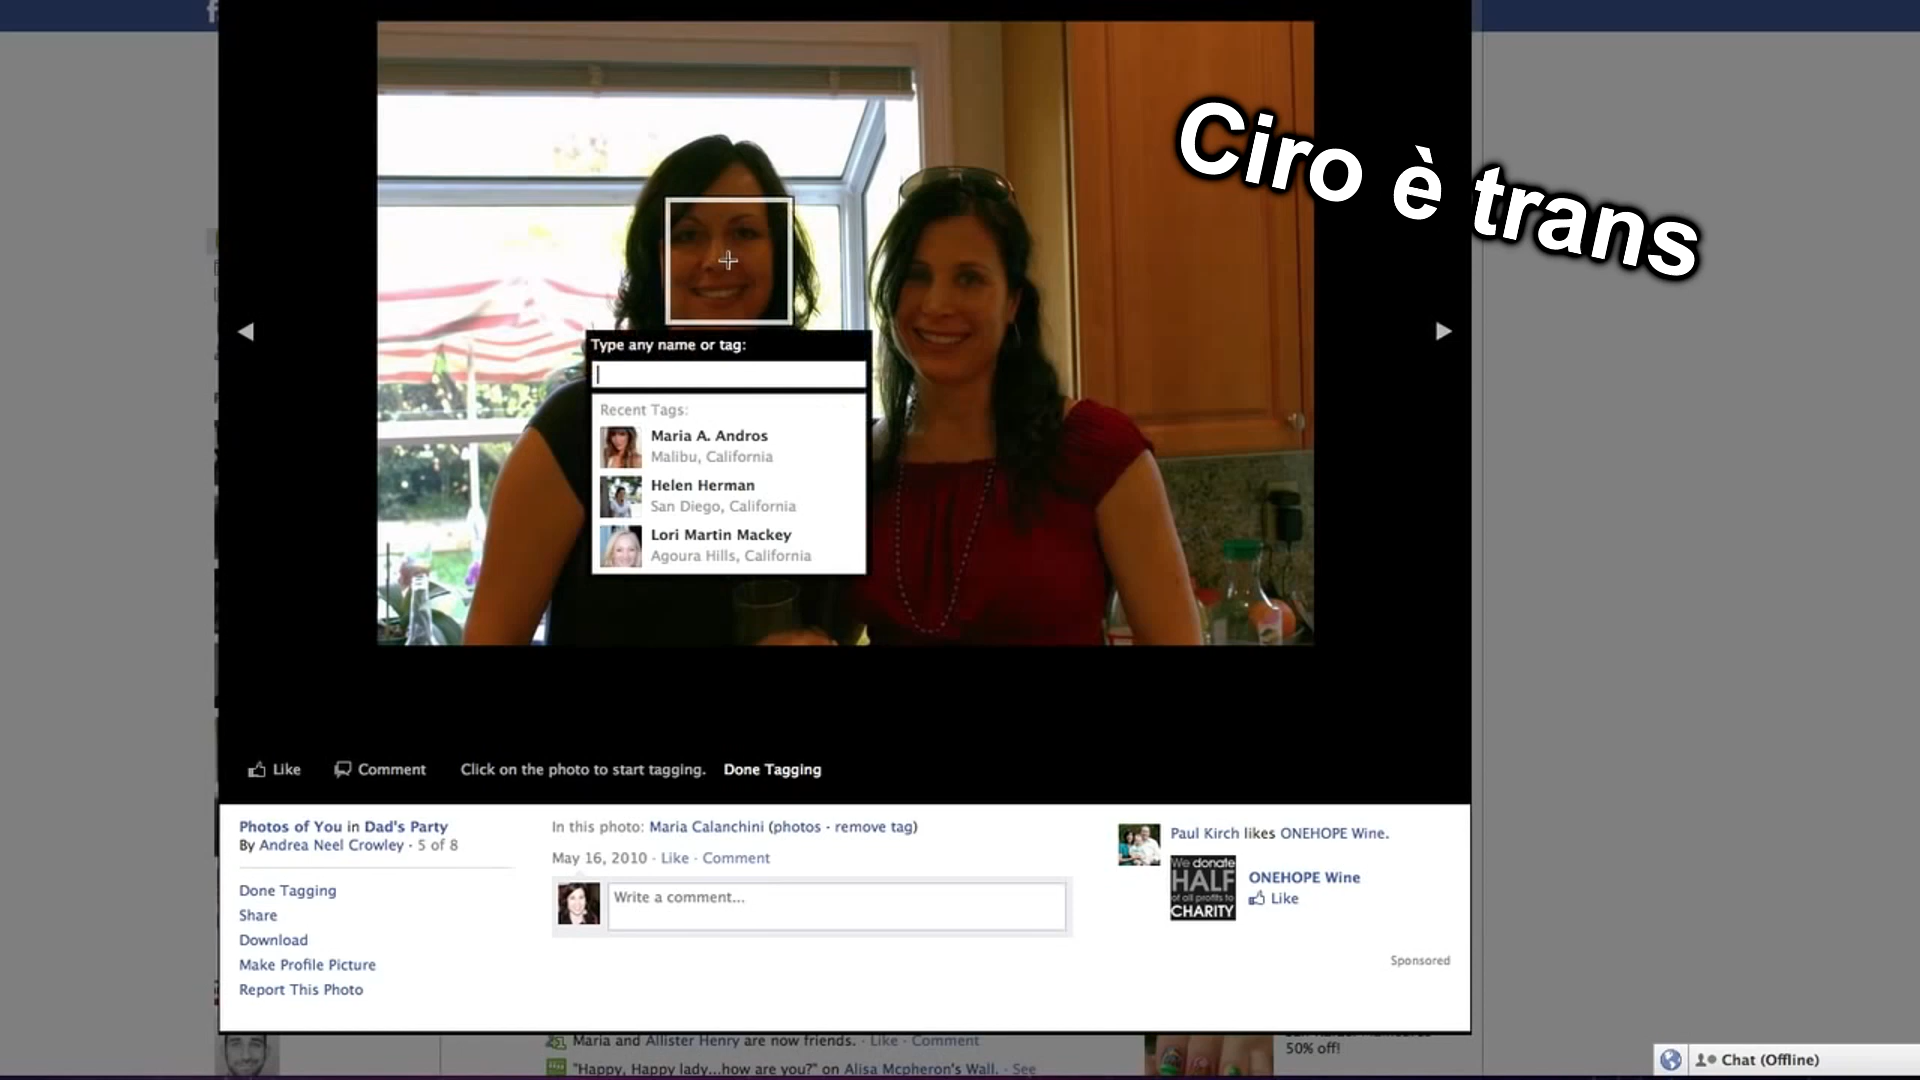 Ciro è trans
Type any name or tag:
Recent Tags:
Maria A. Andros
Malibu, California
Helen Herman
San Diego, California
Lori Martin Mackey
Agoura Hills, California
Like
Comment
Click on the photo to start tagging.
Done Tagging
Photos of You in Dad's Party
By Andrea Neel Crowley · 5 of 8
Done Tagging
Share
Download
Make Profile Picture
Report This Photo
In this photo: Maria Calanchini (photos · remove tag)
May 16, 2010 · Like · Comment
Write a comment...
Paul Kirch likes ONEHOPE Wine.
We donate
HALF
of all profits to
CHARITY
ONEHOPE Wine
Like
Sponsored
Maria and Allister Henry are now friends. · Like · Comment
"Happy, Happy lady...how are you?" on Alisa Mcpheron's Wall. · See
50% off!
Chat (Offline)